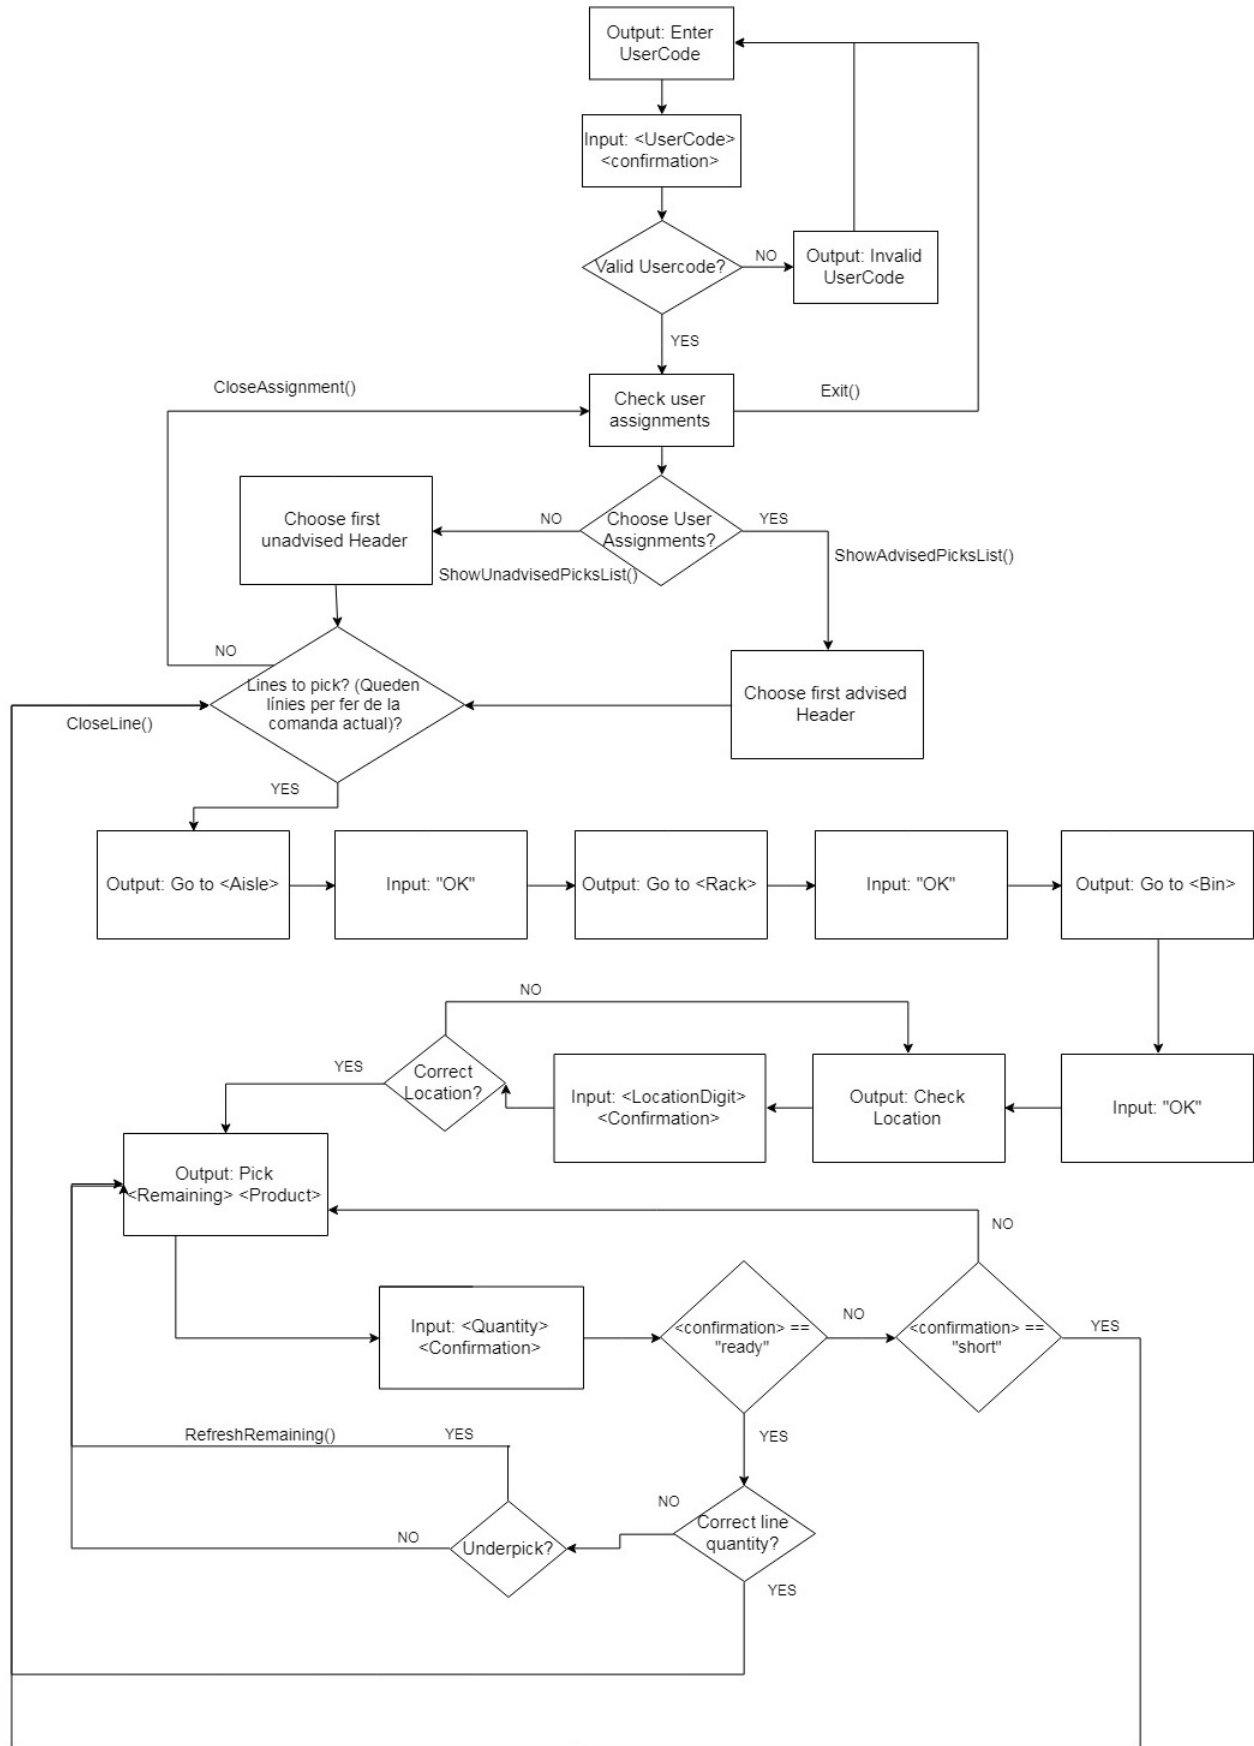 Output: Enter
UserCode
Input: <UserCode>
<confirmation>
Valid Usercode?
NO
Output: Invalid
UserCode
YES
CloseAssignment()
Check user
assignments
Exit()
Choose first
unadvised Header
NO
Choose User
Assignments?
YES
ShowUnadvisedPicksList()
ShowAdvisedPicksList()
NO
Lines to pick? (Queden
línies per fer de la
comanda actual)?
Choose first advised
Header
CloseLine()
YES
Output: Go to <Aisle>
Input: "OK"
Output: Go to <Rack>
Input: "OK"
Output: Go to <Bin>
NO
YES
Correct
Location?
Input: <LocationDigit>
<Confirmation>
Output: Check
Location
Input: "OK"
Output: Pick
<Remaining> <Product>
NO
Input: <Quantity>
<Confirmation>
<confirmation> ==
"ready"
NO
<confirmation> ==
"short"
YES
RefreshRemaining()
YES
YES
NO
Correct line
quantity?
NO
Underpick?
YES